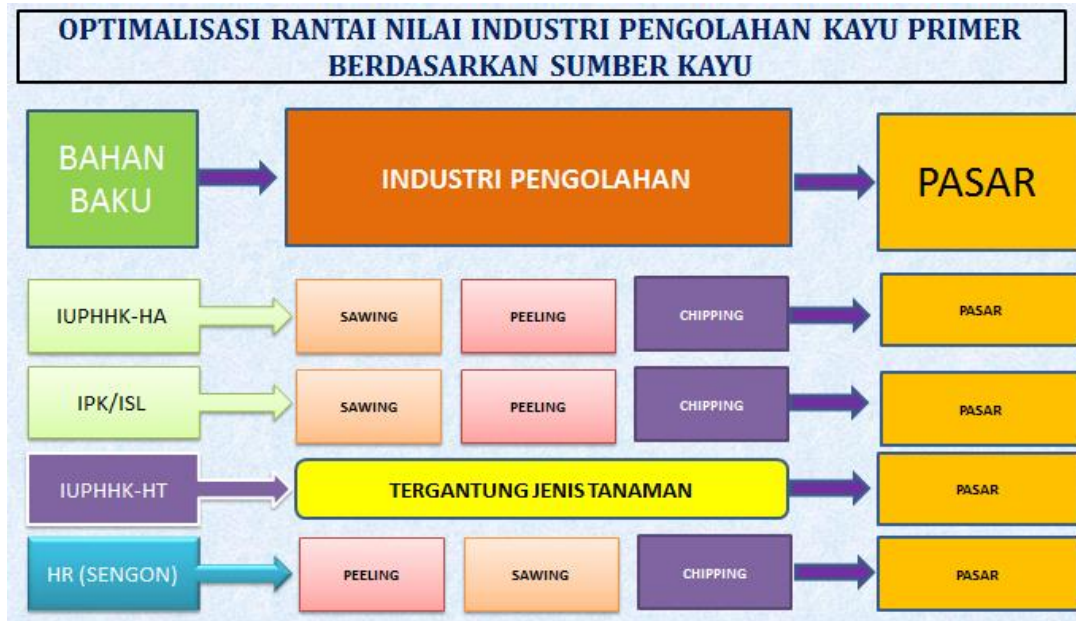 OPTIMALISASI RANTAI NILAI INDUSTRI PENGOLAHAN KAYU PRIMER
BERDASARKAN SUMBER KAYU
BAHAN
BAKU
INDUSTRI PENGOLAHAN
PASAR
IUPHHK-HA
SAWING
PEELING
CHIPPING
PASAR
IPK/ISL
SAWING
PEELING
CHIPPING
PASAR
IUPHHK-HT
TERGANTUNG JENIS TANAMAN
PASAR
HR (SENGON)
PEELING
SAWING
CHIPPING
PASAR